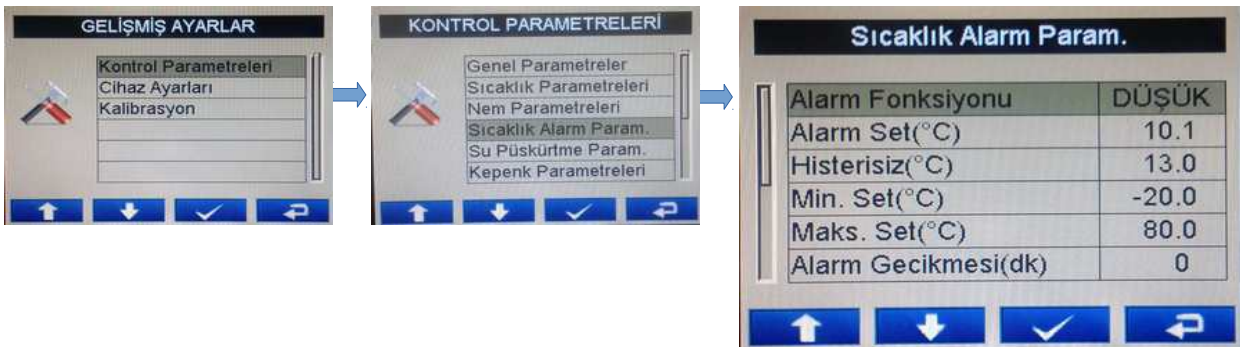 GELİŞMİŞ AYARLAR
Kontrol Parametreleri
Cihaz Ayarları
Kalibrasyon
KONTROL PARAMETRELERİ
Genel Parametreler
Sıcaklık Parametreleri
Nem Parametreleri
Sıcaklık Alarm Param.
Su Püskürtme Param.
Kepenk Parametreleri
Sıcaklık Alarm Param.
Alarm Fonksiyonu DÜŞÜK
Alarm Set(°C) 10.1
Histerisiz(°C) 13.0
Min. Set(°C) -20.0
Maks. Set(°C) 80.0
Alarm Gecikmesi(dk) 0